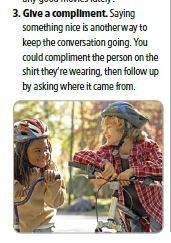 any good movies lately?
3. Give a compliment. Saying
something nice is another way to
keep the conversation going. You
could compliment the person on the
shirt they're wearing, then follow up
by asking where it came from.